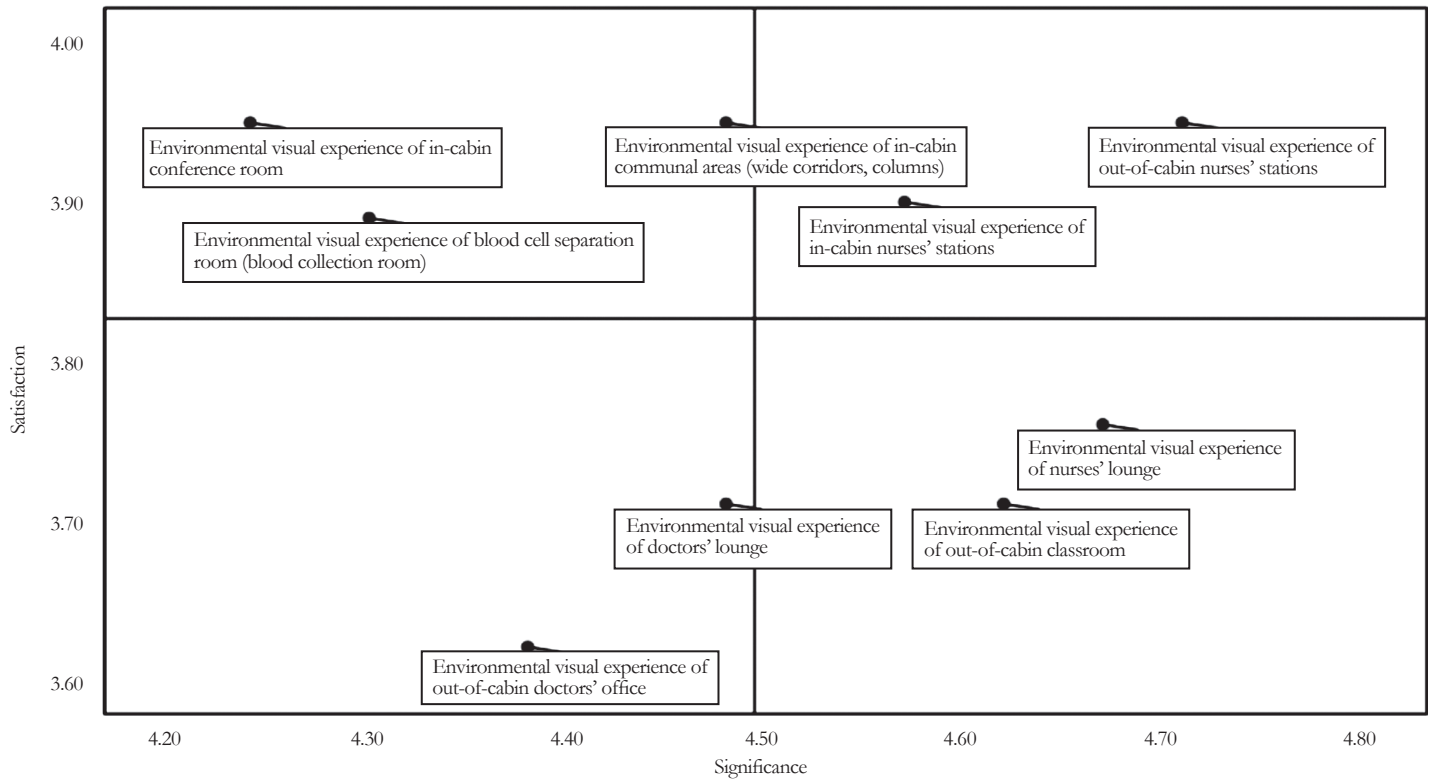 4.00
Environmental visual experience of in-cabin
conference room
Environmental visual experience of in-cabin
communal areas (wide corridors, columns)
Environmental visual experience of
out-of-cabin nurses’ stations
3.90
Environmental visual experience of blood cell separation
room (blood collection room)
Environmental visual experience of
in-cabin nurses’ stations
3.80
Satisfaction
Environmental visual experience
of nurses’ lounge
3.70
Environmental visual experience
of doctors’ lounge
Environmental visual experience
of out-of-cabin classroom
3.60
Environmental visual experience of
out-of-cabin doctors’ office
4.20 4.30 4.40 4.50 4.60 4.70 4.80
Significance